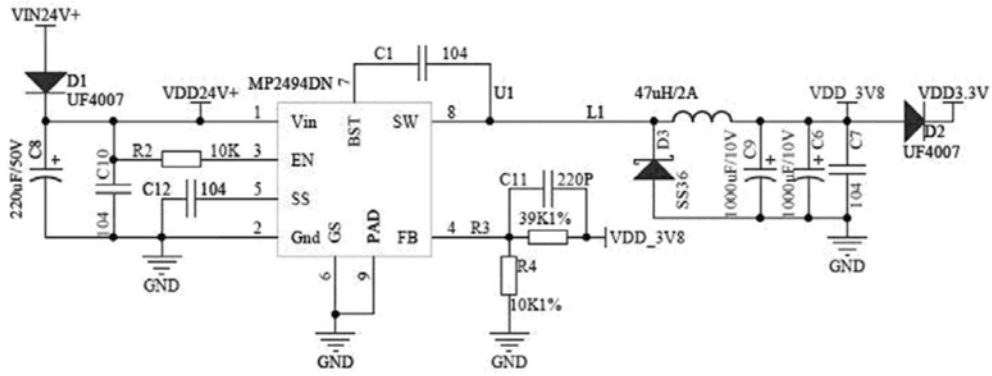 VIN24V+
D1
UF4007
VDD24V+
MP2494DN
C1
104
7
U1
1
Vin
BST
SW
8
L1
47uH/2A
VDD_3V8
VDD3.3V
D2
UF4007
C8
220uF/50V
C10
104
R2
10K
3
EN
C12
104
5
SS
2
Gnd
GS
PAD
FB
4
R3
C11
220P
39K1%
VDD_3V8
R4
10K1%
D3
SS36
C9
1000uF/10V
C6
1000uF/10V
C7
104
6
9
GND
GND
GND
GND